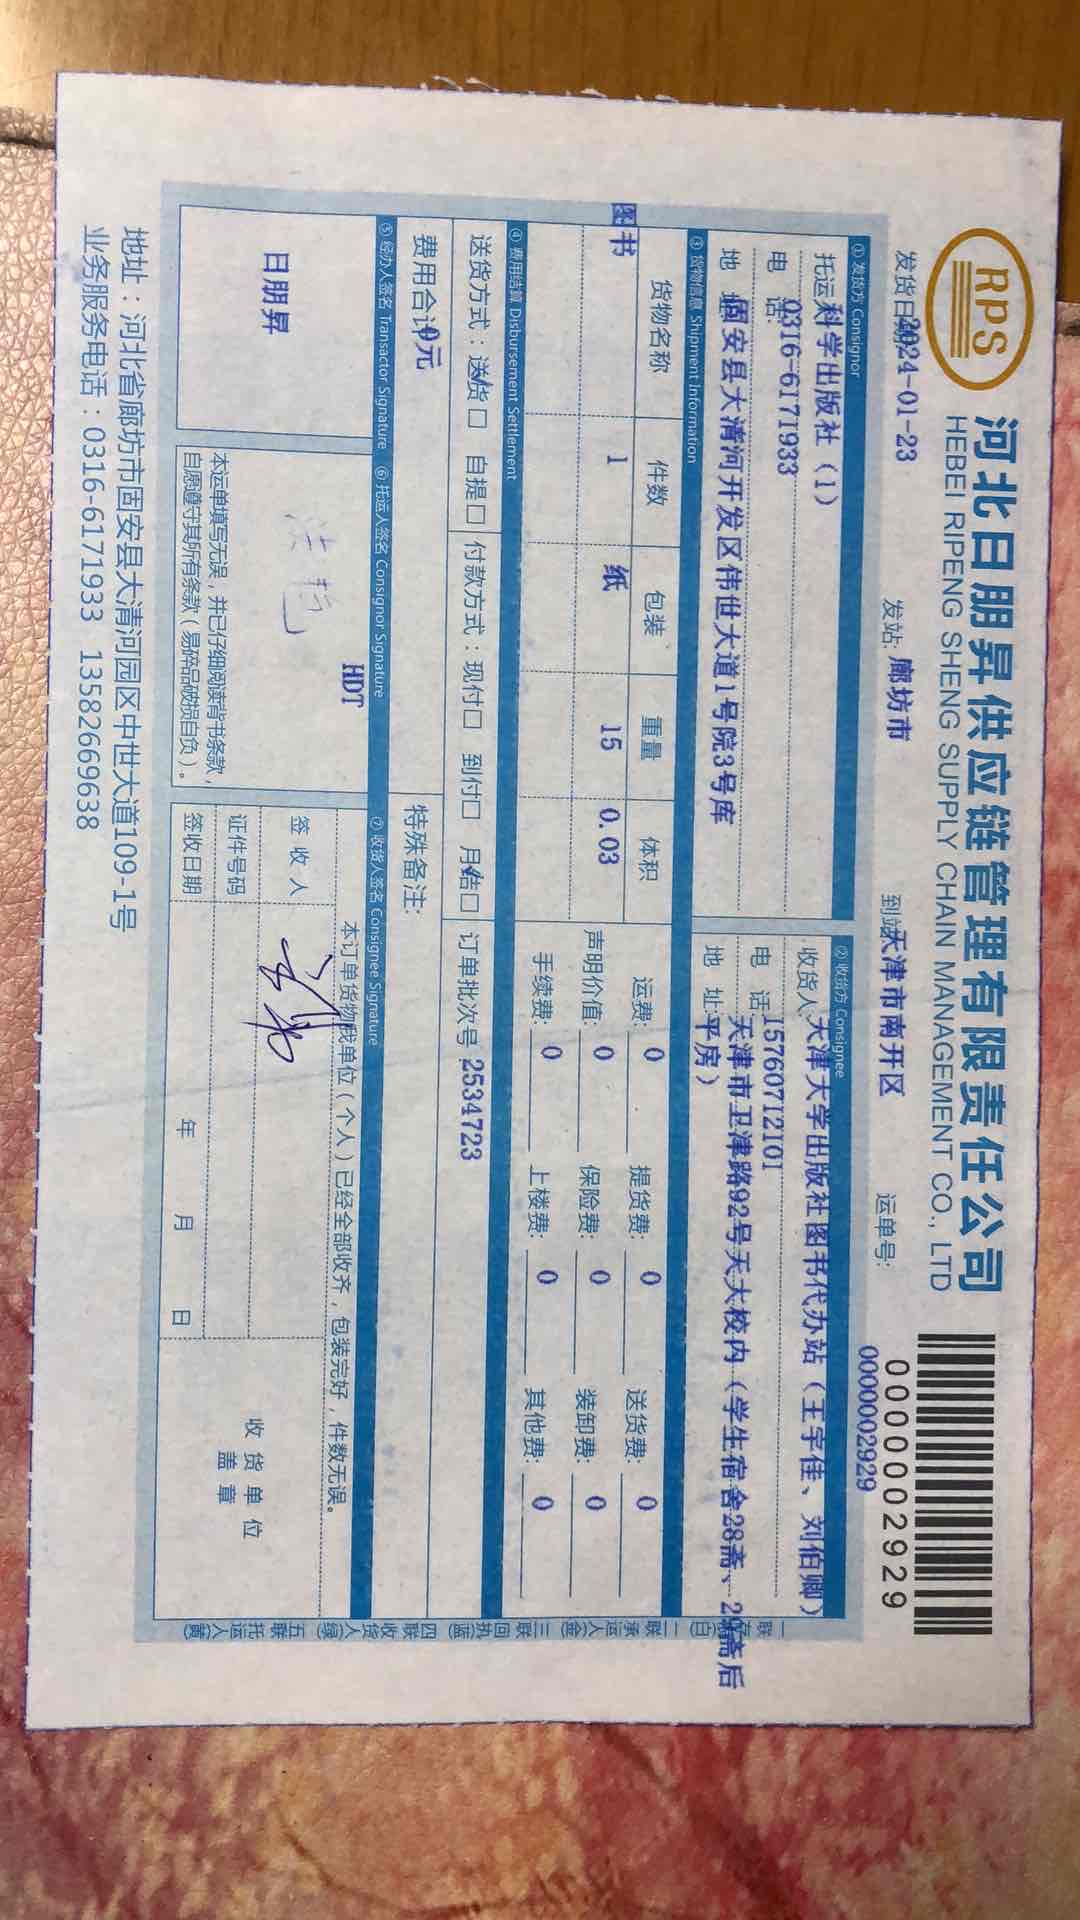 RPS
河北日朋昇供应链管理有限责任公司
HEBEI RIPENG SHENG SUPPLY CHAIN MANAGEMENT CO., LTD
0000002929
发货日期: 2024-01-23 发站: 廊坊市 到站: 天津市南开区 运单号: 0000002929
① 发货方 Consignor
托运 科学出版社（1）
电 话: 0316-6171933
地 址 固安县大清河开发区伟世大道1号院3号库
② 收货方 Consignee
收货人 天津大学出版社图书代办站（王宇佳、刘伯卿）
电 话 15760712101
地 址 天津市卫津路92号天大校内（学生宿舍28斋、29斋后
平房）
③ 货物信息 Shipment Information
货物名称 件数 包装 重量 体积
图书 1 纸 15 0.03
运费: 0 提货费: 0 送货费: 0
声明价值: 0 保险费: 0 装卸费: 0
手续费: 0 上楼费: 0 其他费: 0
④ 费用结算 Disbursement Settlement
送货方式：送货√□ 自提□ 付款方式：现付□ 到付□ 月结√□ 订单批次号 2534723
费用合计 0元 特殊备注:
⑤ 经办人签名 Transactor Signature
日朋昇
⑥ 托运人签名 Consignor Signature
HDT
本运单填写无误，并已仔细阅读背书条款，
自愿遵守其所有条款（易碎品破损自负）。
⑦ 收货人签名 Consignee Signature
本订单货物我单位（个人）已经全部收齐，包装完好，件数无误。
签 收 人
证件号码
签收日期 年 月 日
收 货 单 位
盖 章
一联存 (白) 二联承运人 (金) 三联回执 (蓝) 四联收货人 (绿) 五联托运人 (黄)
地址：河北省廊坊市固安县大清河园区中世大道109-1号
业务服务电话：0316-6171933 13582669638